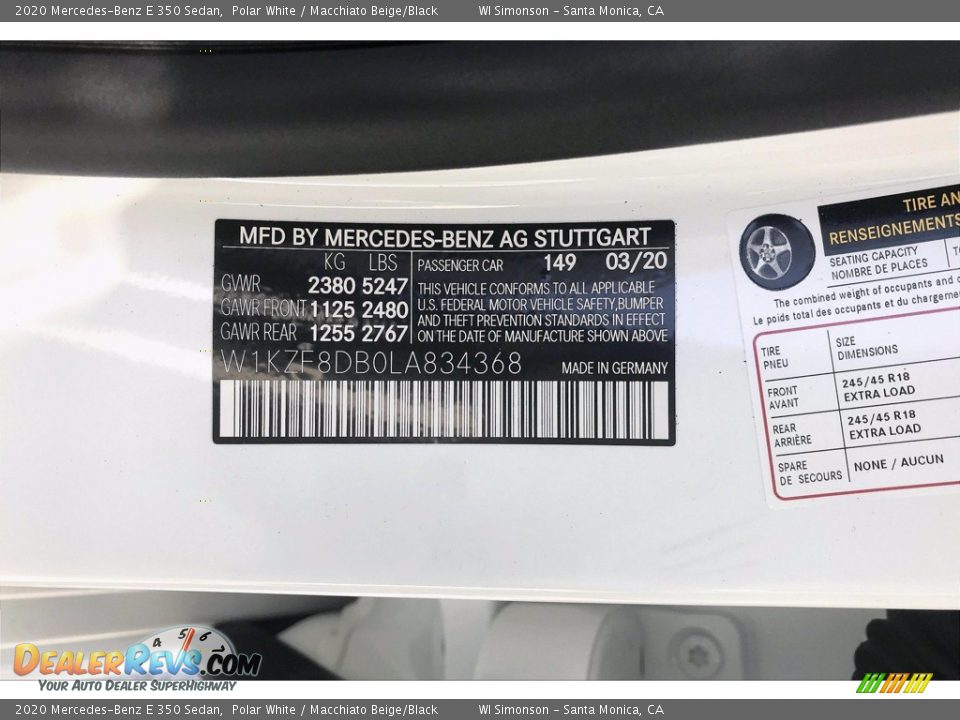 2020 Mercedes-Benz E 350 Sedan, Polar White / Macchiato Beige/Black WI Simonson - Santa Monica, CA
MFD BY MERCEDES-BENZ AG STUTTGART
KG LBS
GVWR 2380 5247
GAWR FRONT 1125 2480
GAWR REAR 1255 2767
PASSENGER CAR 149 03/20
THIS VEHICLE CONFORMS TO ALL APPLICABLE
U.S. FEDERAL MOTOR VEHICLE SAFETY,BUMPER
AND THEFT PREVENTION STANDARDS IN EFFECT
ON THE DATE OF MANUFACTURE SHOWN ABOVE
W1KZF8DB0LA834368 MADE IN GERMANY
TIRE AN
RENSEIGNEMENTS
SEATING CAPACITY
NOMBRE DE PLACES
The combined weight of occupants and
Le poids total des occupants et du chargeme
TIRE SIZE
PNEU DIMENSIONS
FRONT 245/45 R18
AVANT EXTRA LOAD
REAR 245/45 R18
ARRIÈRE EXTRA LOAD
SPARE NONE / AUCUN
DE SECOURS
4 5 6
DEALERREVS.COM
YOUR AUTO DEALER SUPERHIGHWAY
2020 Mercedes-Benz E 350 Sedan, Polar White / Macchiato Beige/Black WI Simonson - Santa Monica, CA